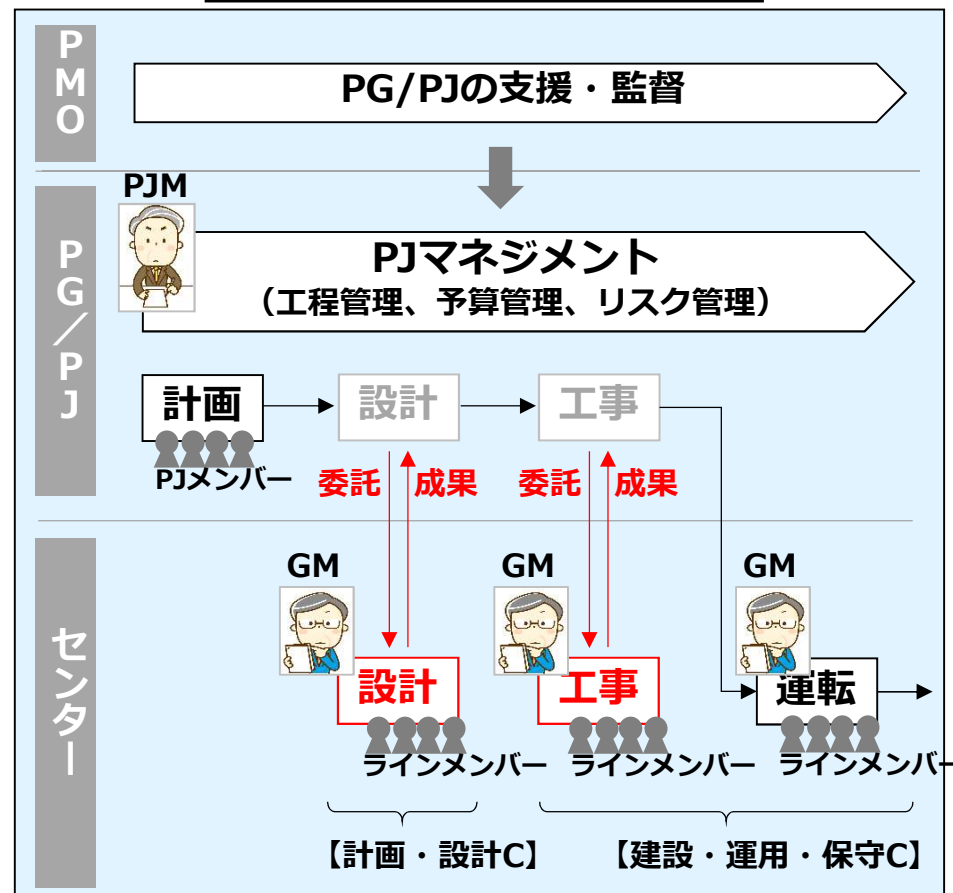 PMO
PG/PJの支援・監督
PG/PJ
PJM
PJマネジメント
（工程管理、予算管理、リスク管理）
計画
設計
工事
PJメンバー
委託
成果
委託
成果
センター
GM
GM
GM
設計
工事
運転
ラインメンバー
ラインメンバー
ラインメンバー
【計画・設計C】
【建設・運用・保守C】